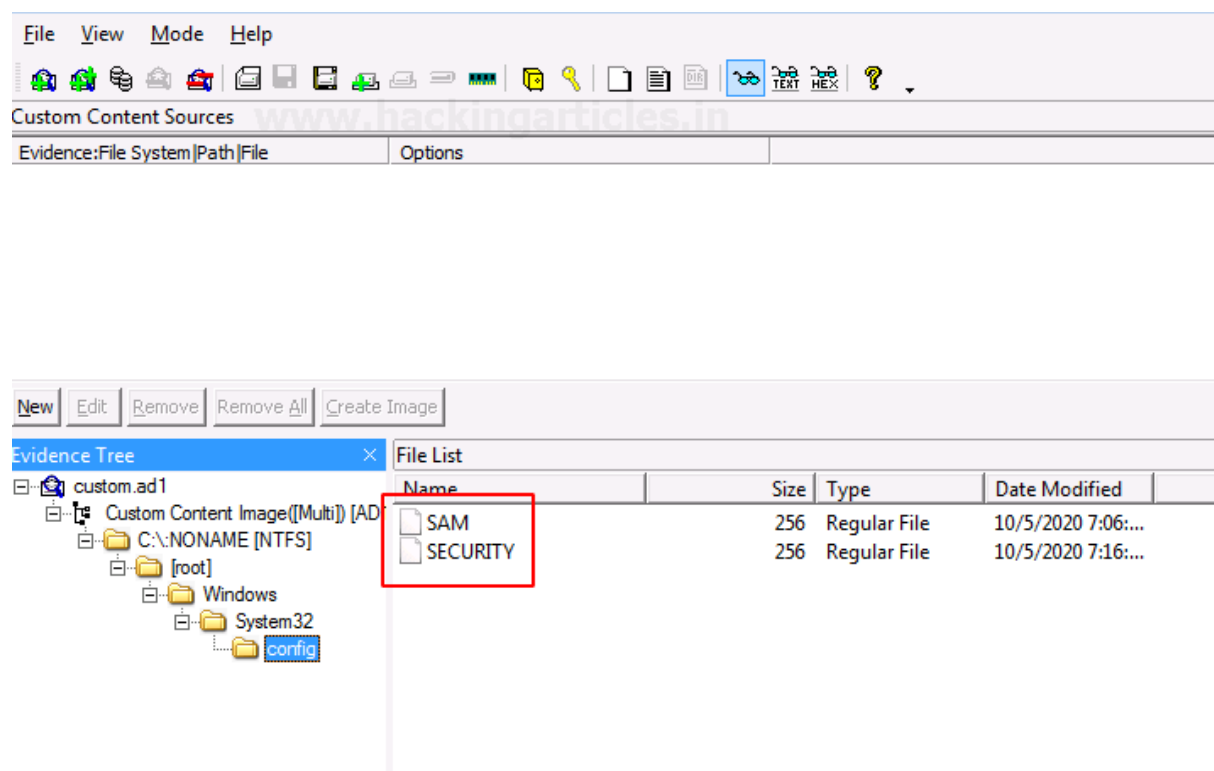 File View Mode Help
DIR TEXT HEX ?
www.hackingarticles.in
Custom Content Sources
Evidence:File System|Path|File Options
New Edit Remove Remove All Create Image
Evidence Tree × File List
Name Size Type Date Modified
custom.ad1
Custom Content Image([Multi]) [AD
C:\:NONAME [NTFS]
[root]
Windows
System32
config
SAM 256 Regular File 10/5/2020 7:06:...
SECURITY 256 Regular File 10/5/2020 7:16:...